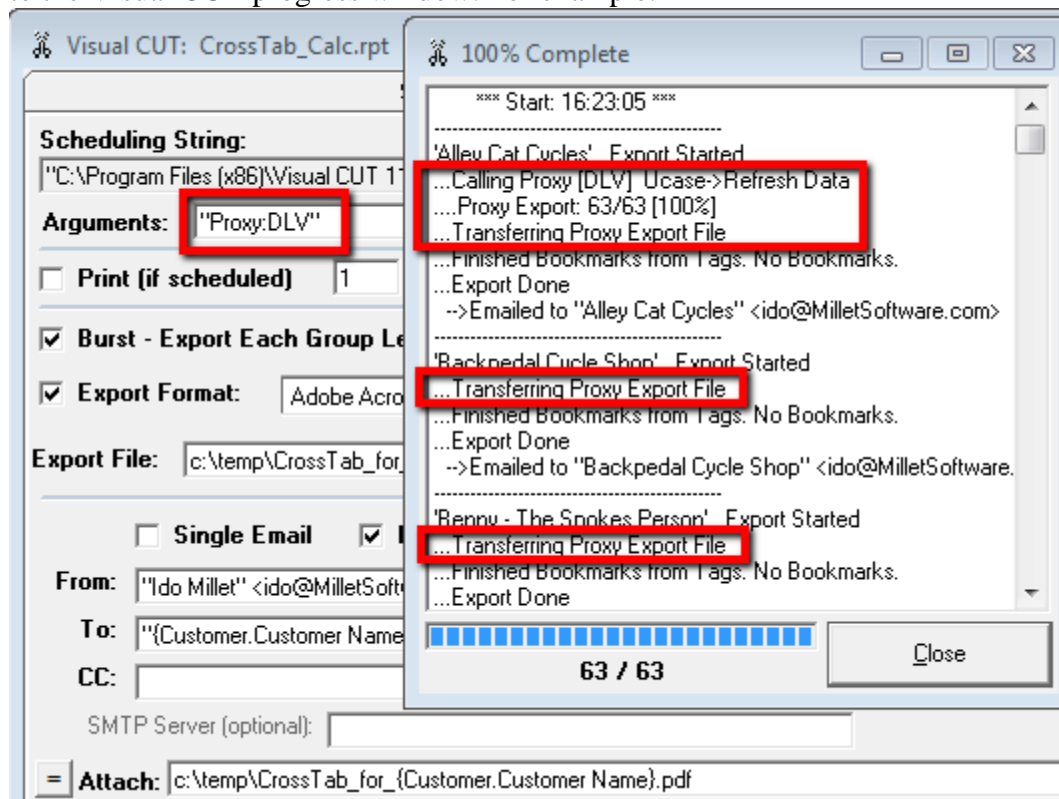 Visual CUT: CrossTab_Calc.rpt
Scheduling String:
"C:\Program Files (x86)\Visual CUT 11
Arguments: "Proxy:DLV"
Print (if scheduled) 1
Burst - Export Each Group Le
Export Format: Adobe Acro
Export File: c:\temp\CrossTab_for_
Single Email
From: "Ido Millet" <ido@MilletSoft
To: "{Customer.Customer Name
CC:
SMTP Server (optional):
= Attach: c:\temp\CrossTab_for_{Customer.Customer Name}.pdf
100% Complete
*** Start: 16:23:05 ***
----------------------------------------------
'Alley Cat Cycles' Export Started
...Calling Proxy [DLV] Ucase->Refresh Data
....Proxy Export: 63/63 [100%]
...Transferring Proxy Export File
...Finished Bookmarks from Tags. No Bookmarks.
...Export Done
-->Emailed to "Alley Cat Cycles" <ido@MilletSoftware.com>
----------------------------------------------
'Backpedal Cycle Shop' Export Started
...Transferring Proxy Export File
...Finished Bookmarks from Tags. No Bookmarks.
...Export Done
-->Emailed to "Backpedal Cycle Shop" <ido@MilletSoftware.
----------------------------------------------
'Benny - The Spokes Person' Export Started
...Transferring Proxy Export File
...Finished Bookmarks from Tags. No Bookmarks.
...Export Done
63 / 63
Close